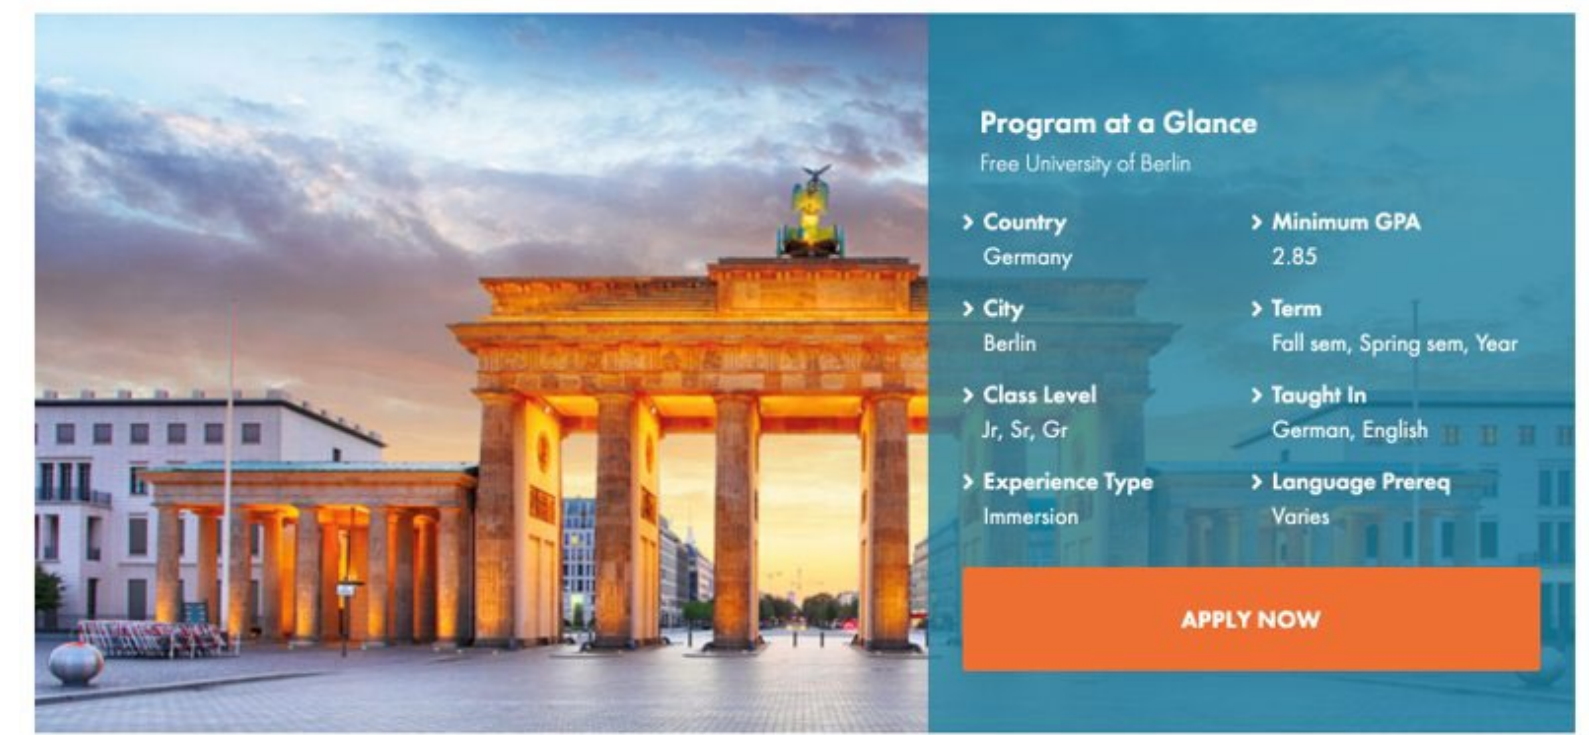 Program at a Glance
Free University of Berlin
Country
Germany
Minimum GPA
2.85
City
Berlin
Term
Fall sem, Spring sem, Year
Class Level
Jr, Sr, Gr
Taught In
German, English
Experience Type
Immersion
Language Prereq
Varies
APPLY NOW